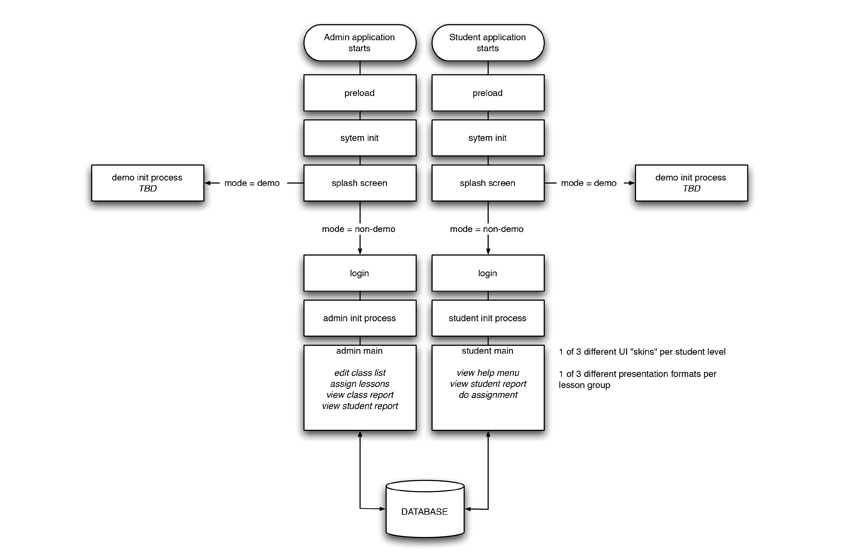 Admin application
starts
Student application
starts
preload
preload
sytem init
sytem init
demo init process
TBD
mode = demo
splash screen
splash screen
mode = demo
demo init process
TBD
mode = non-demo
mode = non-demo
login
login
admin init process
student init process
admin main
edit class list
assign lessons
view class report
view student report
student main
view help menu
view student report
do assignment
1 of 3 different UI "skins" per student level
1 of 3 different presentation formats per
lesson group
DATABASE